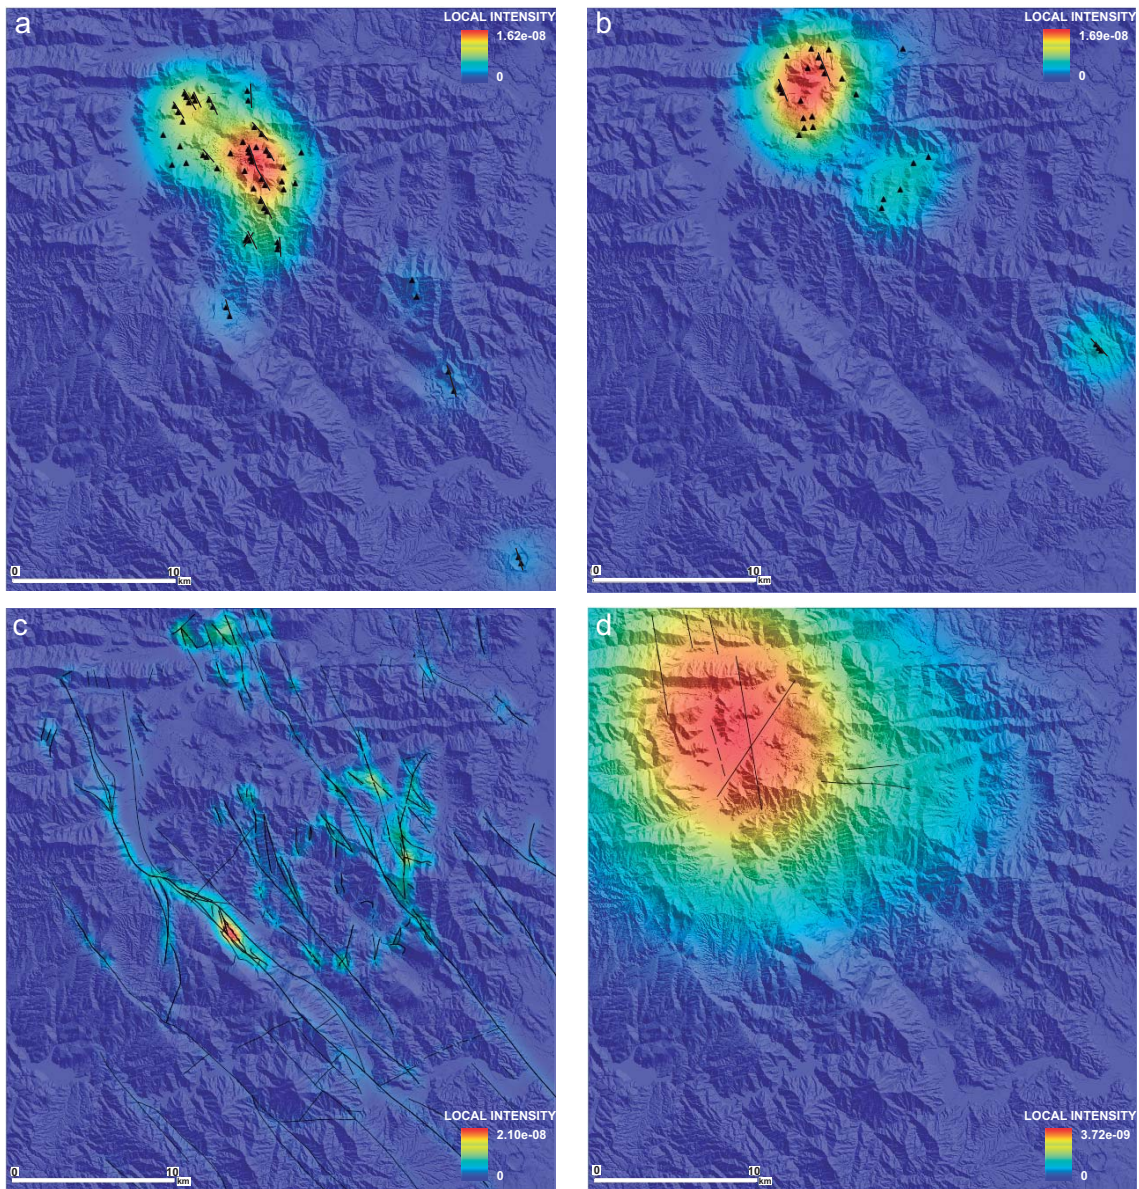 a
LOCAL INTENSITY
1.62e-08
0
0
10
km
b
LOCAL INTENSITY
1.69e-08
0
0
10
km
c
LOCAL INTENSITY
2.10e-08
0
0
10
km
d
LOCAL INTENSITY
3.72e-09
0
0
10
km